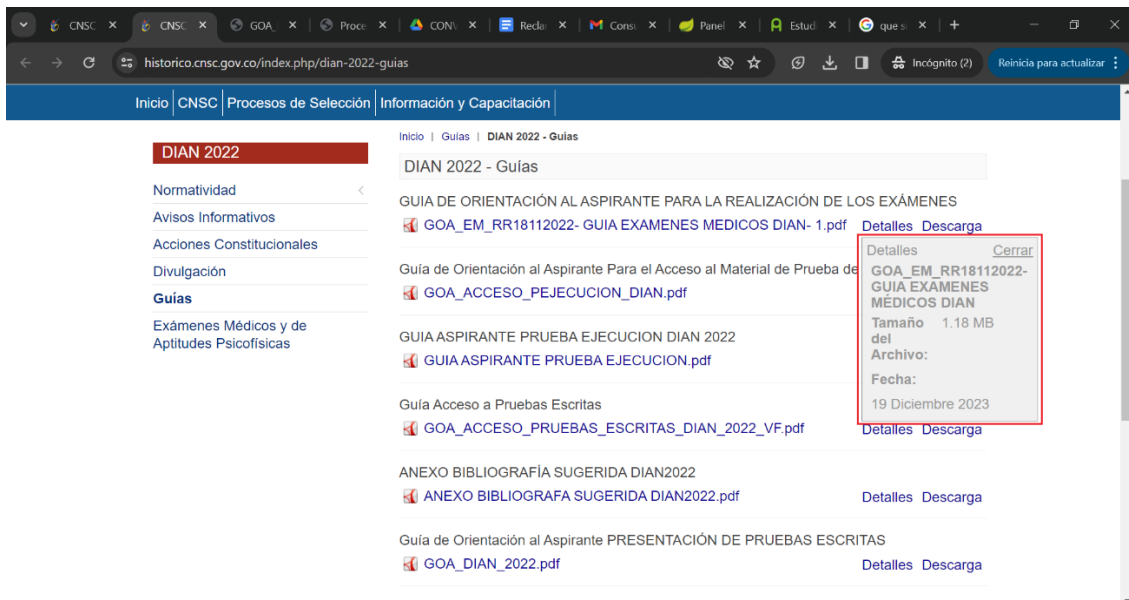 CNSC
CNSC
GOA_
Proce
CONV
Recla
Consu
Panel
Estudi
que si
historico.cnsc.gov.co/index.php/dian-2022-guias
Incógnito (2)
Reinicia para actualizar
Inicio CNSC Procesos de Selección Información y Capacitación
DIAN 2022
Normatividad
Avisos Informativos
Acciones Constitucionales
Divulgación
Guías
Exámenes Médicos y de
Aptitudes Psicofísicas
Inicio | Guías | DIAN 2022 - Guías
DIAN 2022 - Guías
GUIA DE ORIENTACIÓN AL ASPIRANTE PARA LA REALIZACIÓN DE LOS EXÁMENES
GOA_EM_RR18112022- GUIA EXAMENES MEDICOS DIAN- 1.pdf Detalles Descarga
Guía de Orientación al Aspirante Para el Acceso al Material de Prueba de
GOA_ACCESO_PEJECUCION_DIAN.pdf
GUIA ASPIRANTE PRUEBA EJECUCION DIAN 2022
GUIA ASPIRANTE PRUEBA EJECUCION.pdf
Guía Acceso a Pruebas Escritas
GOA_ACCESO_PRUEBAS_ESCRITAS_DIAN_2022_VF.pdf Detalles Descarga
ANEXO BIBLIOGRAFÍA SUGERIDA DIAN2022
ANEXO BIBLIOGRAFA SUGERIDA DIAN2022.pdf Detalles Descarga
Guía de Orientación al Aspirante PRESENTACIÓN DE PRUEBAS ESCRITAS
GOA_DIAN_2022.pdf Detalles Descarga
Detalles Cerrar
GOA_EM_RR18112022-
GUIA EXAMENES
MÉDICOS DIAN
Tamaño 1.18 MB
del
Archivo:
Fecha:
19 Diciembre 2023